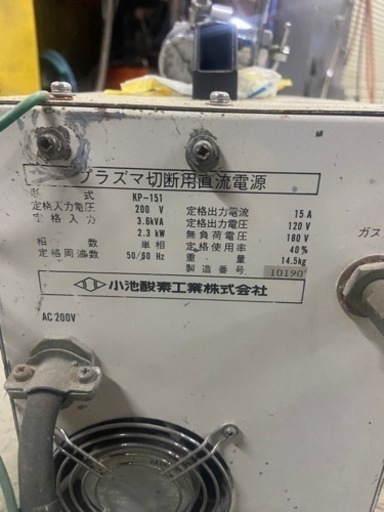 プラズマ切断用直流電源
形 式 KP-151
定格入力電圧 200 V
定格入力 3.6kVA
2.3 kW
相 数 単相
定格周波数 50/60 Hz
定格出力電流 15 A
定格出力電圧 120 V
無負荷電圧 180 V
定格使用率 40 %
重 量 14.5kg
製造番号 10190
小池酸素工業株式会社
AC 200V
ガス